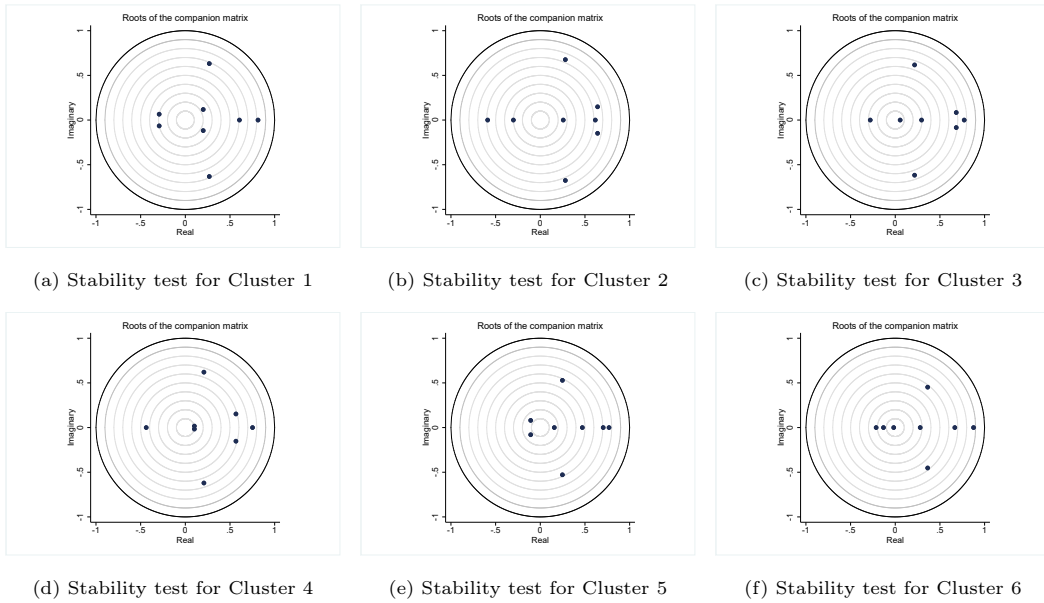 Roots of the companion matrix
1
.5
0
-.5
-1
Imaginary
-1
-.5
0
.5
1
Real
(a) Stability test for Cluster 1
Roots of the companion matrix
1
.5
0
-.5
-1
Imaginary
-1
-.5
0
.5
1
Real
(b) Stability test for Cluster 2
Roots of the companion matrix
1
.5
0
-.5
-1
Imaginary
-1
-.5
0
.5
1
Real
(c) Stability test for Cluster 3
Roots of the companion matrix
1
.5
0
-.5
-1
Imaginary
-1
-.5
0
.5
1
Real
(d) Stability test for Cluster 4
Roots of the companion matrix
1
.5
0
-.5
-1
Imaginary
-1
-.5
0
.5
1
Real
(e) Stability test for Cluster 5
Roots of the companion matrix
1
.5
0
-.5
-1
Imaginary
-1
-.5
0
.5
1
Real
(f) Stability test for Cluster 6